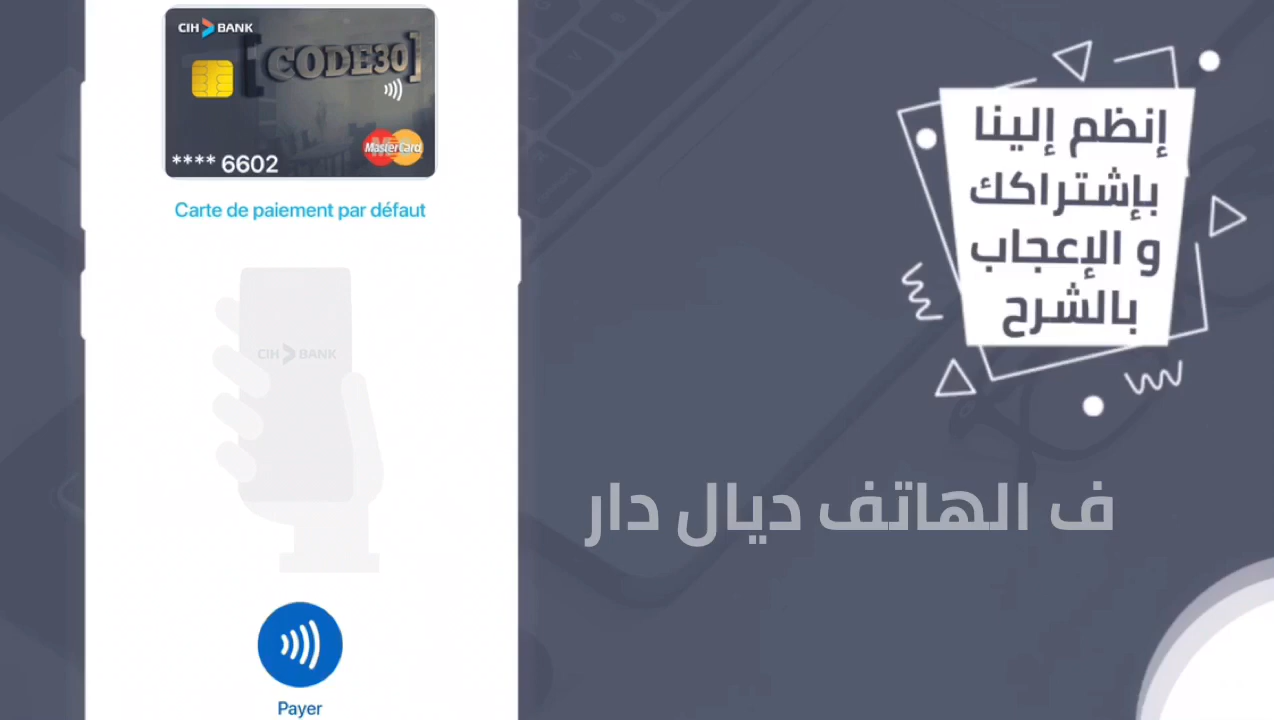 CIH BANK
[CODE30]
MasterCard
**** 6602
Carte de paiement par défaut
CIH BANK
Payer
إنظم إلينا
بإشتراكك
و الإعجاب
بالشرح
ف الهاتف ديال دار